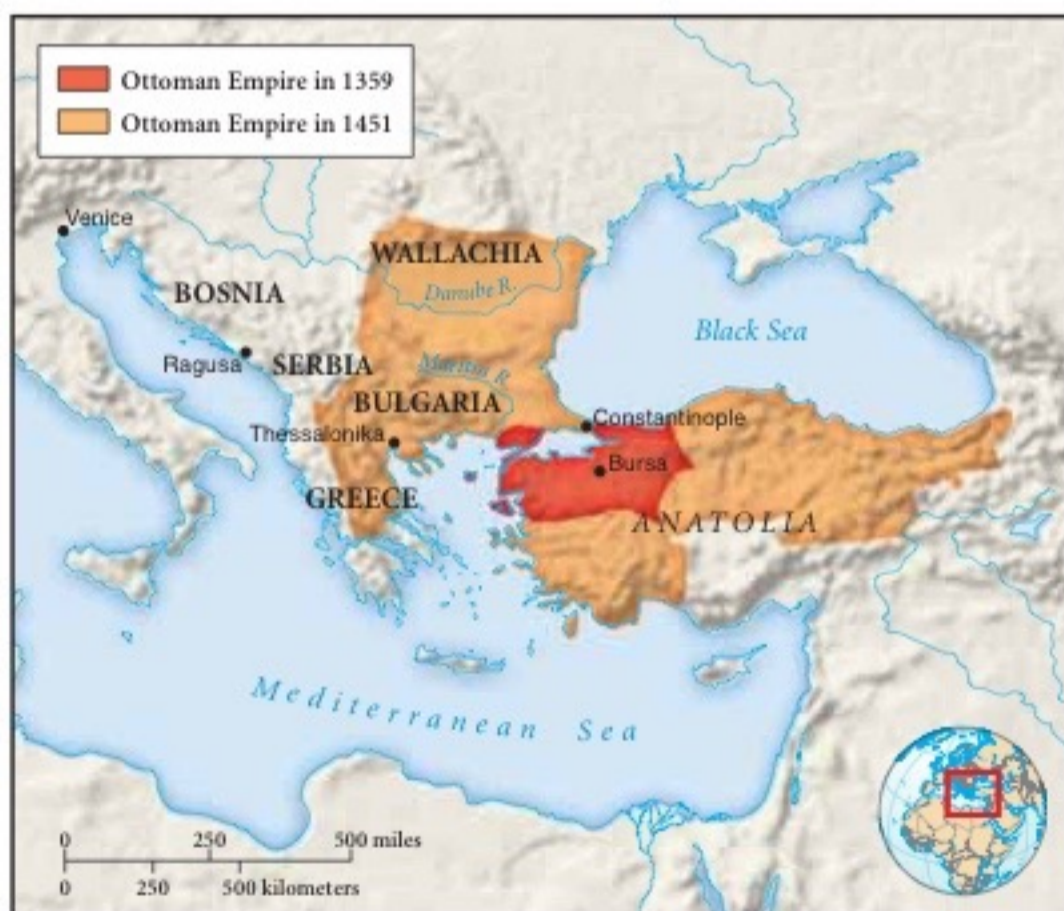 Ottoman Empire in 1359
Ottoman Empire in 1451
Venice
WALLACHIA
BOSNIA
Danube R.
Black Sea
Ragusa
SERBIA
Maritsa R.
BULGARIA
Constantinople
Thessalonika
Bursa
GREECE
ANATOLIA
Mediterranean Sea
0 250 500 miles
0 250 500 kilometers